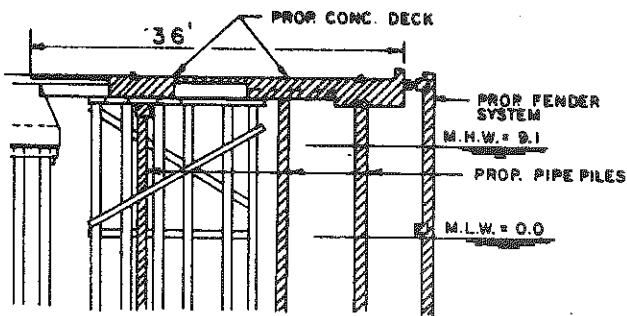 PROP. CONC. DECK
36'
PROP. FENDER
SYSTEM
M.H.W. = 9.1
PROP. PIPE PILES
M.L.W. = 0.0